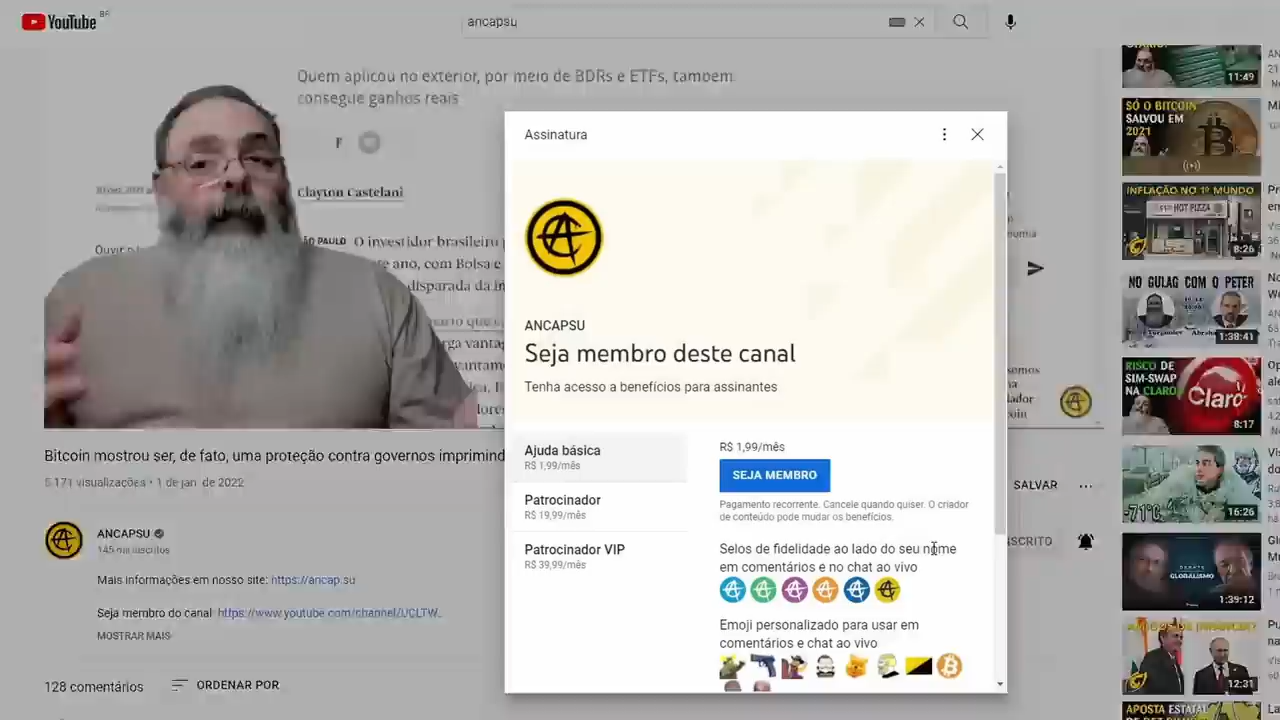 YouTube BR
ancapsu
Quem aplicou no exterior, por meio de BDRs e ETFs, também
consegue ganhos reais
Clayton Castelani
SÃO PAULO O investidor brasileiro
e ano, com Bolsa e
disparada da
Assinatura
ANCAPSU
Seja membro deste canal
Tenha acesso a benefícios para assinantes
Ajuda básica
R$ 1,99/mês
Patrocinador
R$ 19,99/mês
Patrocinador VIP
R$ 39,99/mês
R$ 1,99/mês
SEJA MEMBRO
Pagamento recorrente. Cancele quando quiser. O criador
de conteúdo pode mudar os benefícios.
Selos de fidelidade ao lado do seu nome
em comentários e no chat ao vivo
Emoji personalizado para usar em
comentários e chat ao vivo
Bitcoin mostrou ser, de fato, uma proteção contra governos imprimind
5.171 visualizações • 1 de jan. de 2022
SALVAR
ANCAPSU
145 mil inscritos
INSCRITO
Mais informações em nosso site: https://ancap.su
Seja membro do canal: https://www.youtube.com/channel/UCLTW...
MOSTRAR MAIS
128 comentários
ORDENAR POR
11:49
SÓ O BITCOIN
SALVOU EM
2021
INFLAÇÃO NO 1º MUNDO
HOT PIZZA
8:26
NO GULAG COM O PETER
1:38:41
RISCO DE
SIM-SWAP
NA CLARO
Claro
8:17
-71°C
16:26
DEBATE
GLOBALISMO
1:39:12
12:31
APOSTA ESTATAL